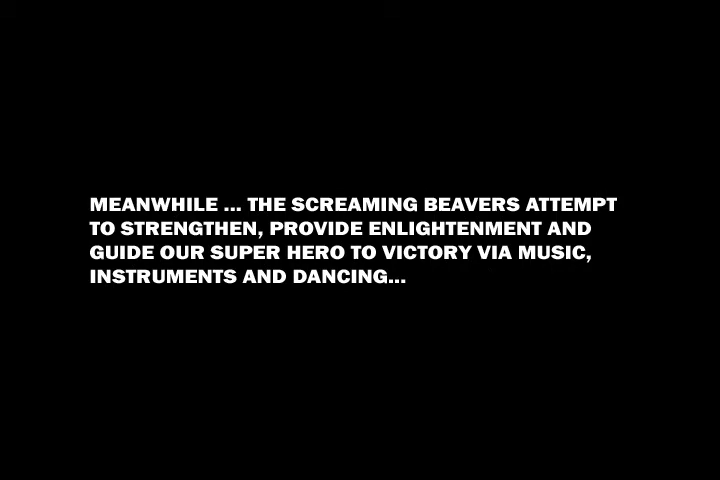 MEANWHILE ... THE SCREAMING BEAVERS ATTEMPT
TO STRENGTHEN, PROVIDE ENLIGHTENMENT AND
GUIDE OUR SUPER HERO TO VICTORY VIA MUSIC,
INSTRUMENTS AND DANCING...